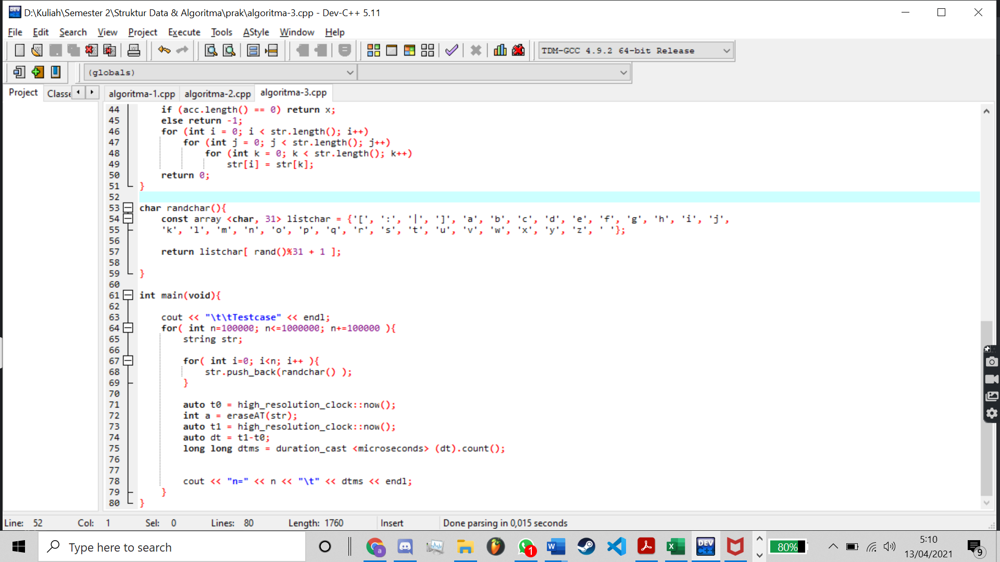 D:\Kuliah\Semester 2\Struktur Data & Algoritma\prak\algoritma-3.cpp - Dev-C++ 5.11
File Edit Search View Project Execute Tools AStyle Window Help
TDM-GCC 4.9.2 64-bit Release
(globals)
Project Classe algoritma-1.cpp algoritma-2.cpp algoritma-3.cpp
44     if (acc.length() == 0) return x;
45     else return -1;
46     for (int i = 0; i < str.length(); i++)
47         for (int j = 0; j < str.length(); j++)
48             for (int k = 0; k < str.length(); k++)
49                 str[i] = str[k];
50     return 0;
51 }
52
53 char randchar(){
54     const array <char, 31> listchar = {'[', ':', '|', ']', 'a', 'b', 'c', 'd', 'e', 'f', 'g', 'h', 'i', 'j',
55     'k', 'l', 'm', 'n', 'o', 'p', 'q', 'r', 's', 't', 'u', 'v', 'w', 'x', 'y', 'z', ' '};
56
57     return listchar[ rand()%31 + 1 ];
58
59 }
60
61 int main(void){
62
63     cout << "\t\tTestcase" << endl;
64     for( int n=100000; n<=1000000; n+=100000 ){
65         string str;
66
67         for( int i=0; i<n; i++ ){
68             str.push_back(randchar() );
69         }
70
71         auto t0 = high_resolution_clock::now();
72         int a = eraseAT(str);
73         auto t1 = high_resolution_clock::now();
74         auto dt = t1-t0;
75         long long dtms = duration_cast <microseconds> (dt).count();
76
77
78         cout << "n=" << n << "\t" << dtms << endl;
79     }
80 }
Line: 52 Col: 1 Sel: 0 Lines: 80 Length: 1760 Insert Done parsing in 0,015 seconds
Type here to search
80%
5:10
13/04/2021
9